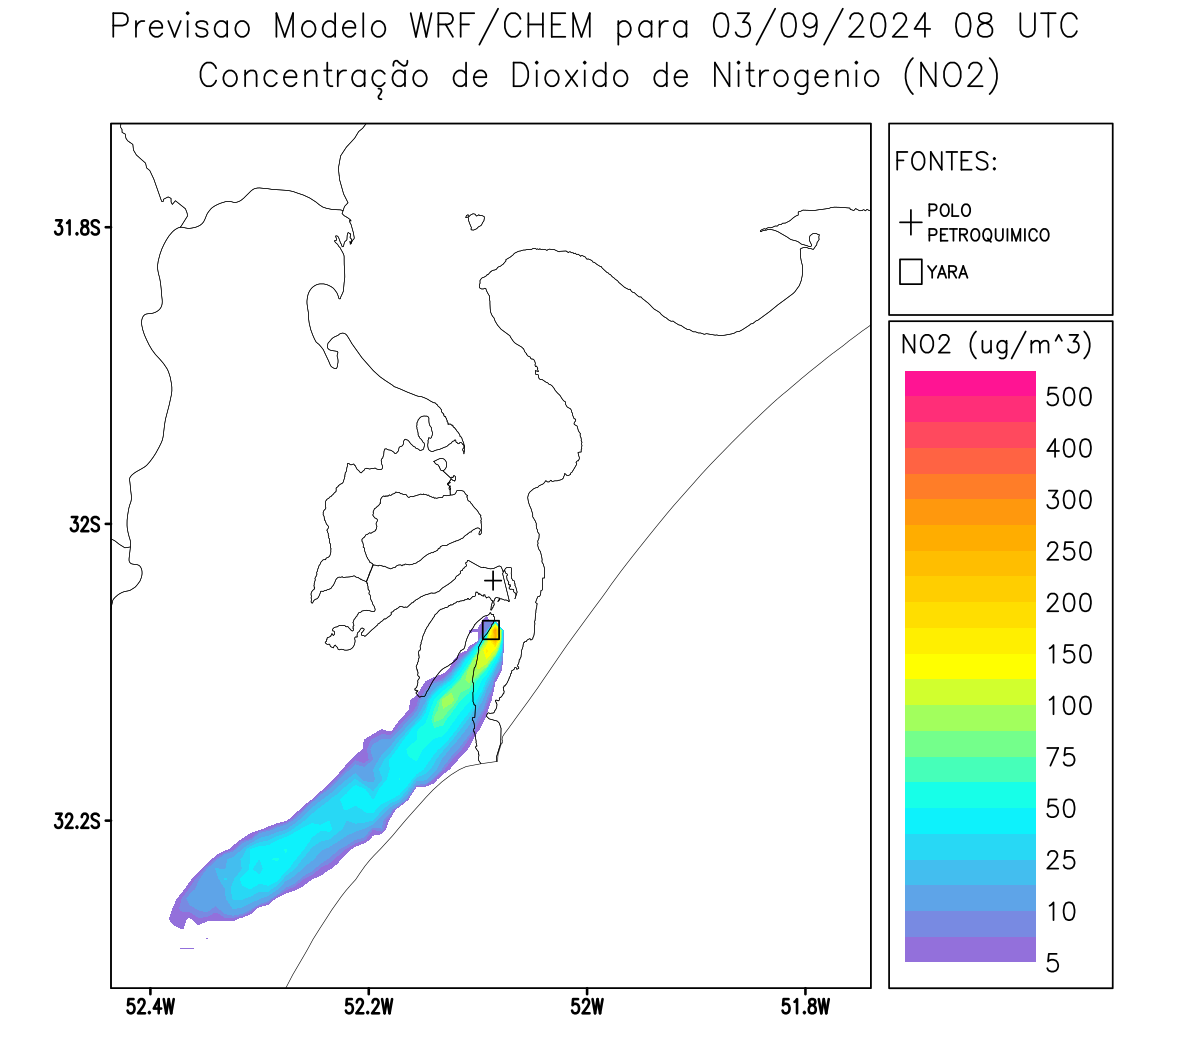 Previsao Modelo WRF/CHEM para 03/09/2024 08 UTC
Concentração de Dioxido de Nitrogenio (NO2)
FONTES:
POLO
PETROQUIMICO
YARA
NO2 (ug/m^3)
500
400
300
250
200
150
100
75
50
25
10
5
31.8S
32S
32.2S
52.4W
52.2W
52W
51.8W